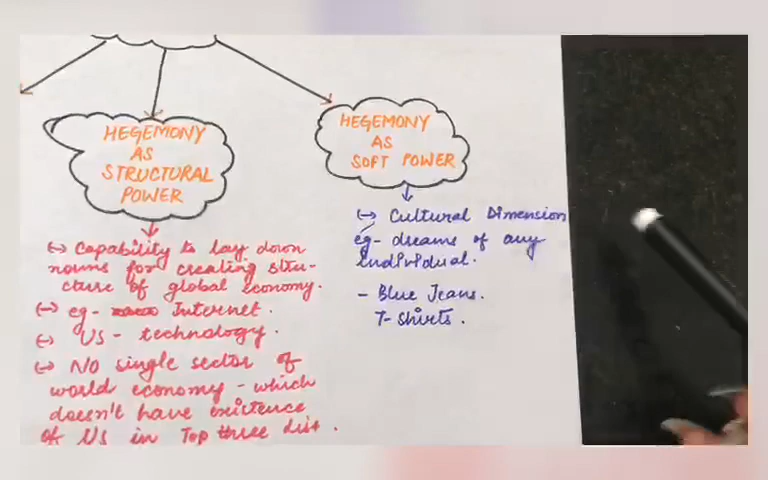 HEGEMONY
AS
STRUCTURAL
POWER
Capability to lay down
noums for creating stru-
cture of global economy.
eg- Internet.
US- technology.
No single sector of
world economy - which
doesn't have existence
of US in Top three dist.
HEGEMONY
AS
SOFT POWER
Cultural Dimension
eg- dreams of any
individual.
- Blue Jeans.
T-Shirts.